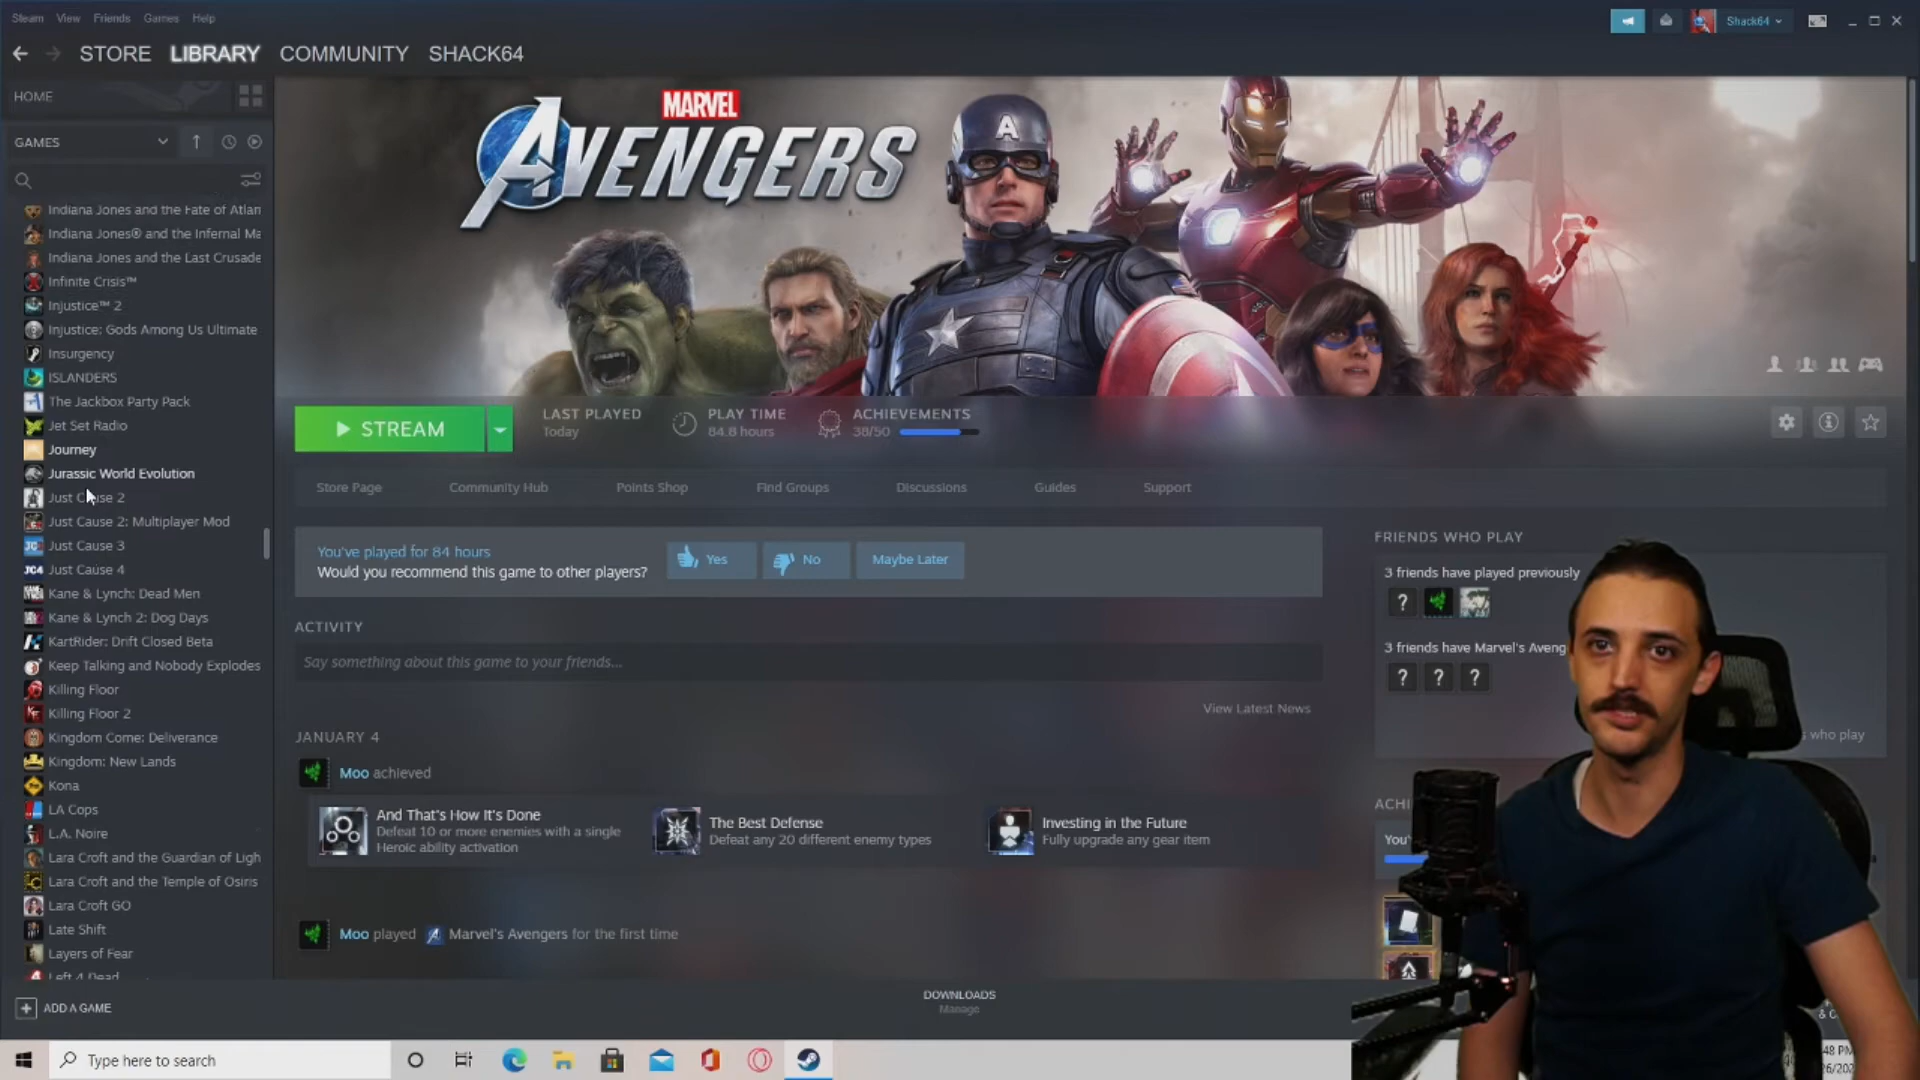 Steam View Friends Games Help
Shack64
STORE LIBRARY COMMUNITY SHACK64
HOME
GAMES
Indiana Jones and the Fate of Atlan
Indiana Jones® and the Infernal Ma
Indiana Jones and the Last Crusade
Infinite Crisis™
Injustice™ 2
Injustice: Gods Among Us Ultimate
Insurgency
ISLANDERS
The Jackbox Party Pack
Jet Set Radio
Journey
Jurassic World Evolution
Just Cause 2
Just Cause 2: Multiplayer Mod
Just Cause 3
Just Cause 4
Kane & Lynch: Dead Men
Kane & Lynch 2: Dog Days
KartRider: Drift Closed Beta
Keep Talking and Nobody Explodes
Killing Floor
Killing Floor 2
Kingdom Come: Deliverance
Kingdom: New Lands
Kona
LA Cops
L.A. Noire
Lara Croft and the Guardian of Ligh
Lara Croft and the Temple of Osiris
Lara Croft GO
Late Shift
Layers of Fear
Left 4 Dead
ADD A GAME
MARVEL
AVENGERS
A
STREAM
LAST PLAYED
Today
PLAY TIME
84.8 hours
ACHIEVEMENTS
38/50
Store Page Community Hub Points Shop Find Groups Discussions Guides Support
You've played for 84 hours
Would you recommend this game to other players?
Yes No Maybe Later
ACTIVITY
Say something about this game to your friends...
View Latest News
JANUARY 4
Moo achieved
And That's How It's Done
Defeat 10 or more enemies with a single
Heroic ability activation
The Best Defense
Defeat any 20 different enemy types
Investing in the Future
Fully upgrade any gear item
Moo played Marvel's Avengers for the first time
FRIENDS WHO PLAY
3 friends have played previously
? 
3 friends have Marvel's Aveng
? ? ?
s who play
ACHI
You'
DOWNLOADS
Manage
Type here to search
48 PM